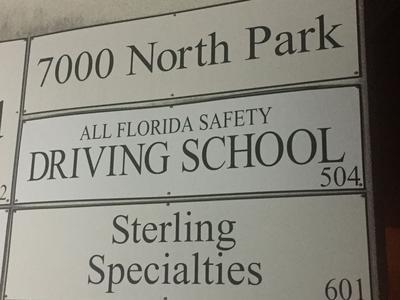 7000 North Park
ALL FLORIDA SAFETY
DRIVING SCHOOL
504
Sterling
Specialties
601